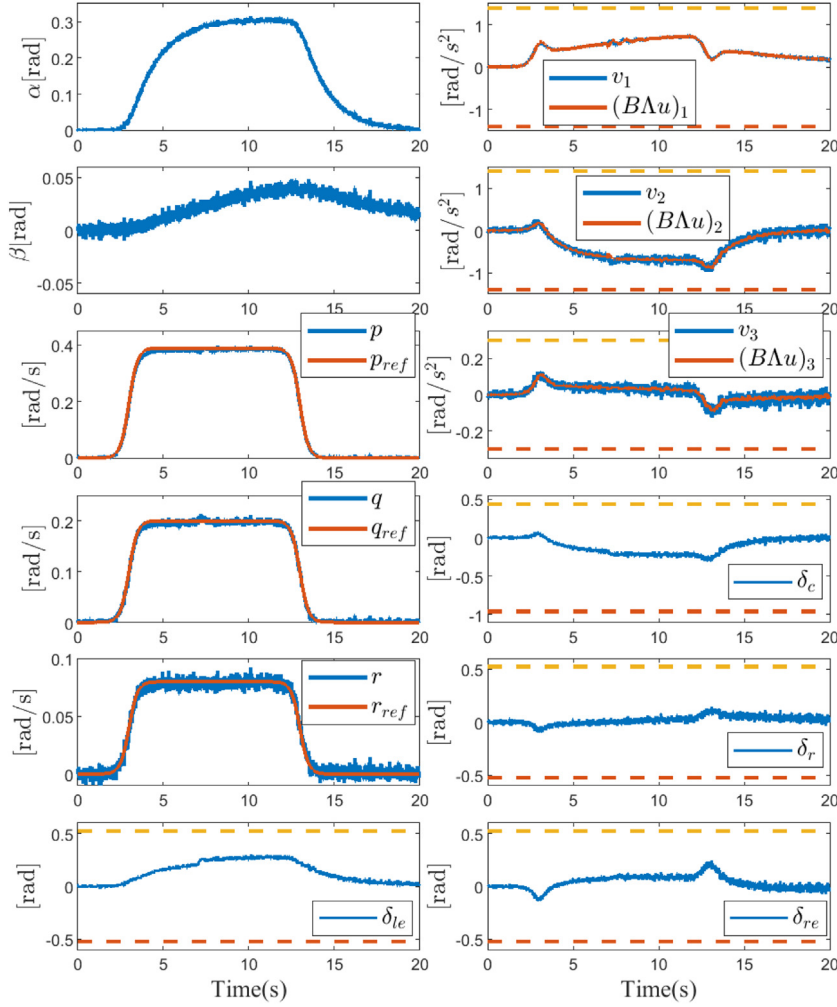 α[rad]
0.3
0.2
0.1
0
0 5 10 15 20
[rad/s²]
1
0
-1
v₁
(BΛu)₁
0 5 10 15 20
β[rad]
0.05
0
-0.05
0 5 10 15 20
[rad/s²]
1
0
-1
v₂
(BΛu)₂
0 5 10 15 20
[rad/s]
0.4
0.2
0
p
p_ref
0 5 10 15 20
[rad/s²]
0.2
0
-0.2
v₃
(BΛu)₃
0 5 10 15 20
[rad/s]
0.4
0.2
0
q
q_ref
0 5 10 15 20
[rad]
0.5
0
-0.5
-1
δ_c
0 5 10 15 20
[rad/s]
0.1
0.05
0
r
r_ref
0 5 10 15 20
[rad]
0.5
0
-0.5
δ_r
0 5 10 15 20
[rad]
0.5
0
-0.5
δ_le
0 5 10 15 20
Time(s)
[rad]
0.5
0
-0.5
δ_re
0 5 10 15 20
Time(s)